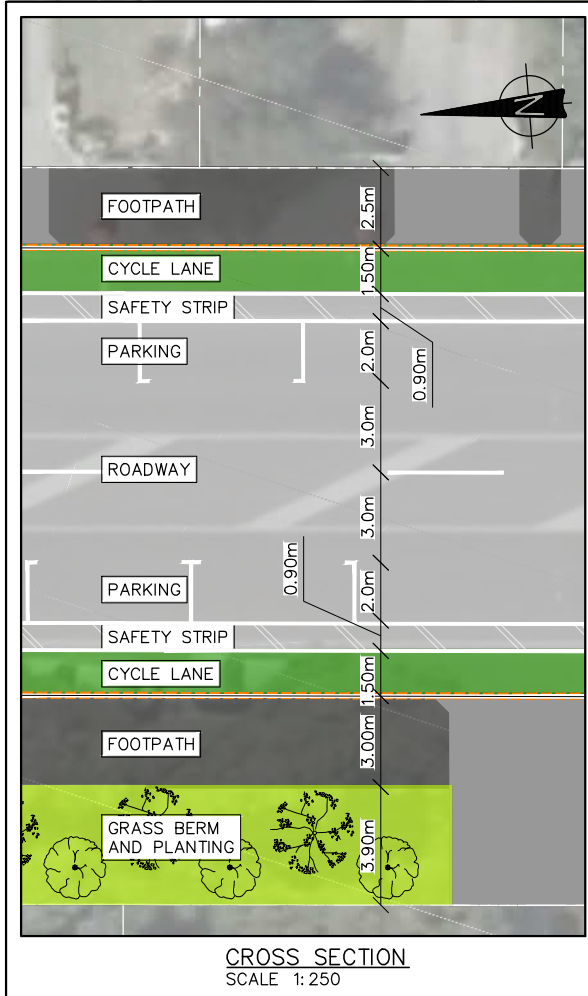 N
FOOTPATH
2.5m
CYCLE LANE
1.50m
SAFETY STRIP
0.90m
PARKING
2.0m
3.0m
ROADWAY
3.0m
0.90m
PARKING
2.0m
SAFETY STRIP
CYCLE LANE
1.50m
FOOTPATH
3.00m
GRASS BERM
AND PLANTING
3.90m
CROSS SECTION
SCALE 1:250